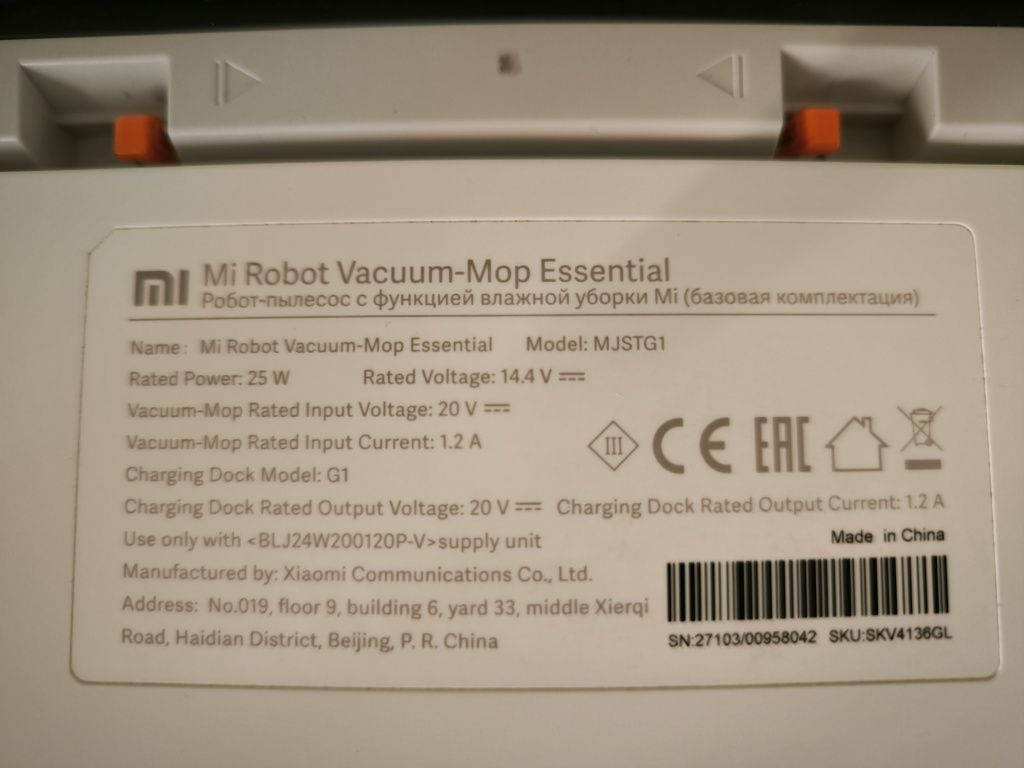 mi Mi Robot Vacuum-Mop Essential
Робот-пылесос с функцией влажной уборки Mi (базовая комплектация)
Name: Mi Robot Vacuum-Mop Essential Model: MJSTG1
Rated Power: 25 W Rated Voltage: 14.4 V ⎓
Vacuum-Mop Rated Input Voltage: 20 V ⎓
Vacuum-Mop Rated Input Current: 1.2 A
III CE EAC
Charging Dock Model: G1
Charging Dock Rated Output Voltage: 20 V ⎓ Charging Dock Rated Output Current: 1.2 A
Use only with <BLJ24W200120P-V>supply unit
Made in China
Manufactured by: Xiaomi Communications Co., Ltd.
Address: No.019, floor 9, building 6, yard 33, middle Xierqi
Road, Haidian District, Beijing, P. R. China
SN:27103/00958042 SKU:SKV4136GL